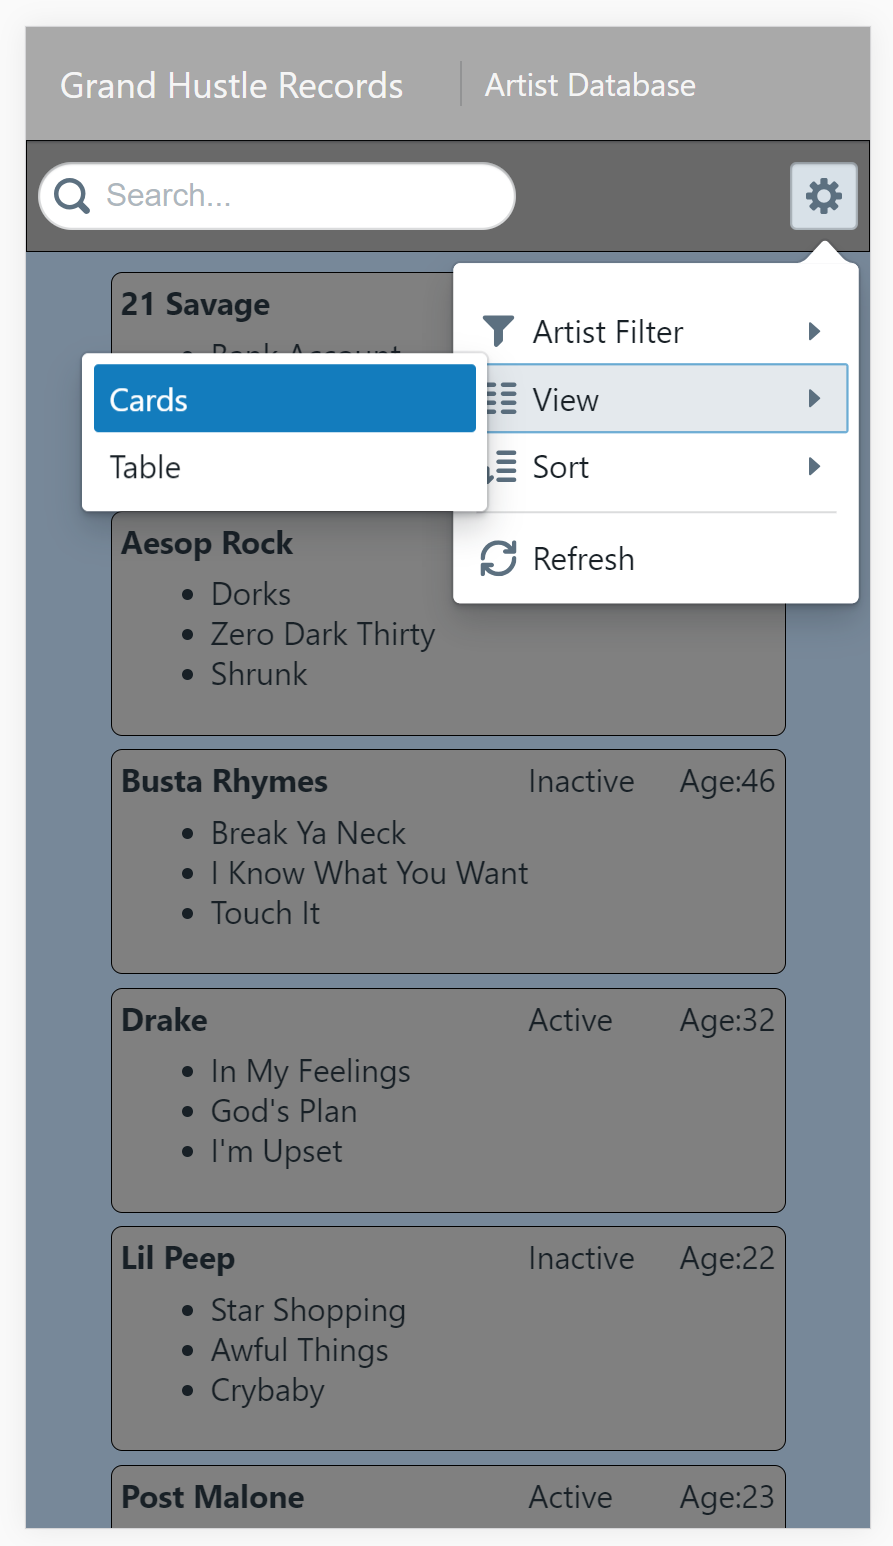 Grand Hustle Records Artist Database
Search...
21 Savage
Bank Account
Artist Filter
Cards
View
Table
Sort
Refresh
Aesop Rock
Dorks
Zero Dark Thirty
Shrunk
Busta Rhymes Inactive Age:46
Break Ya Neck
I Know What You Want
Touch It
Drake Active Age:32
In My Feelings
God's Plan
I'm Upset
Lil Peep Inactive Age:22
Star Shopping
Awful Things
Crybaby
Post Malone Active Age:23